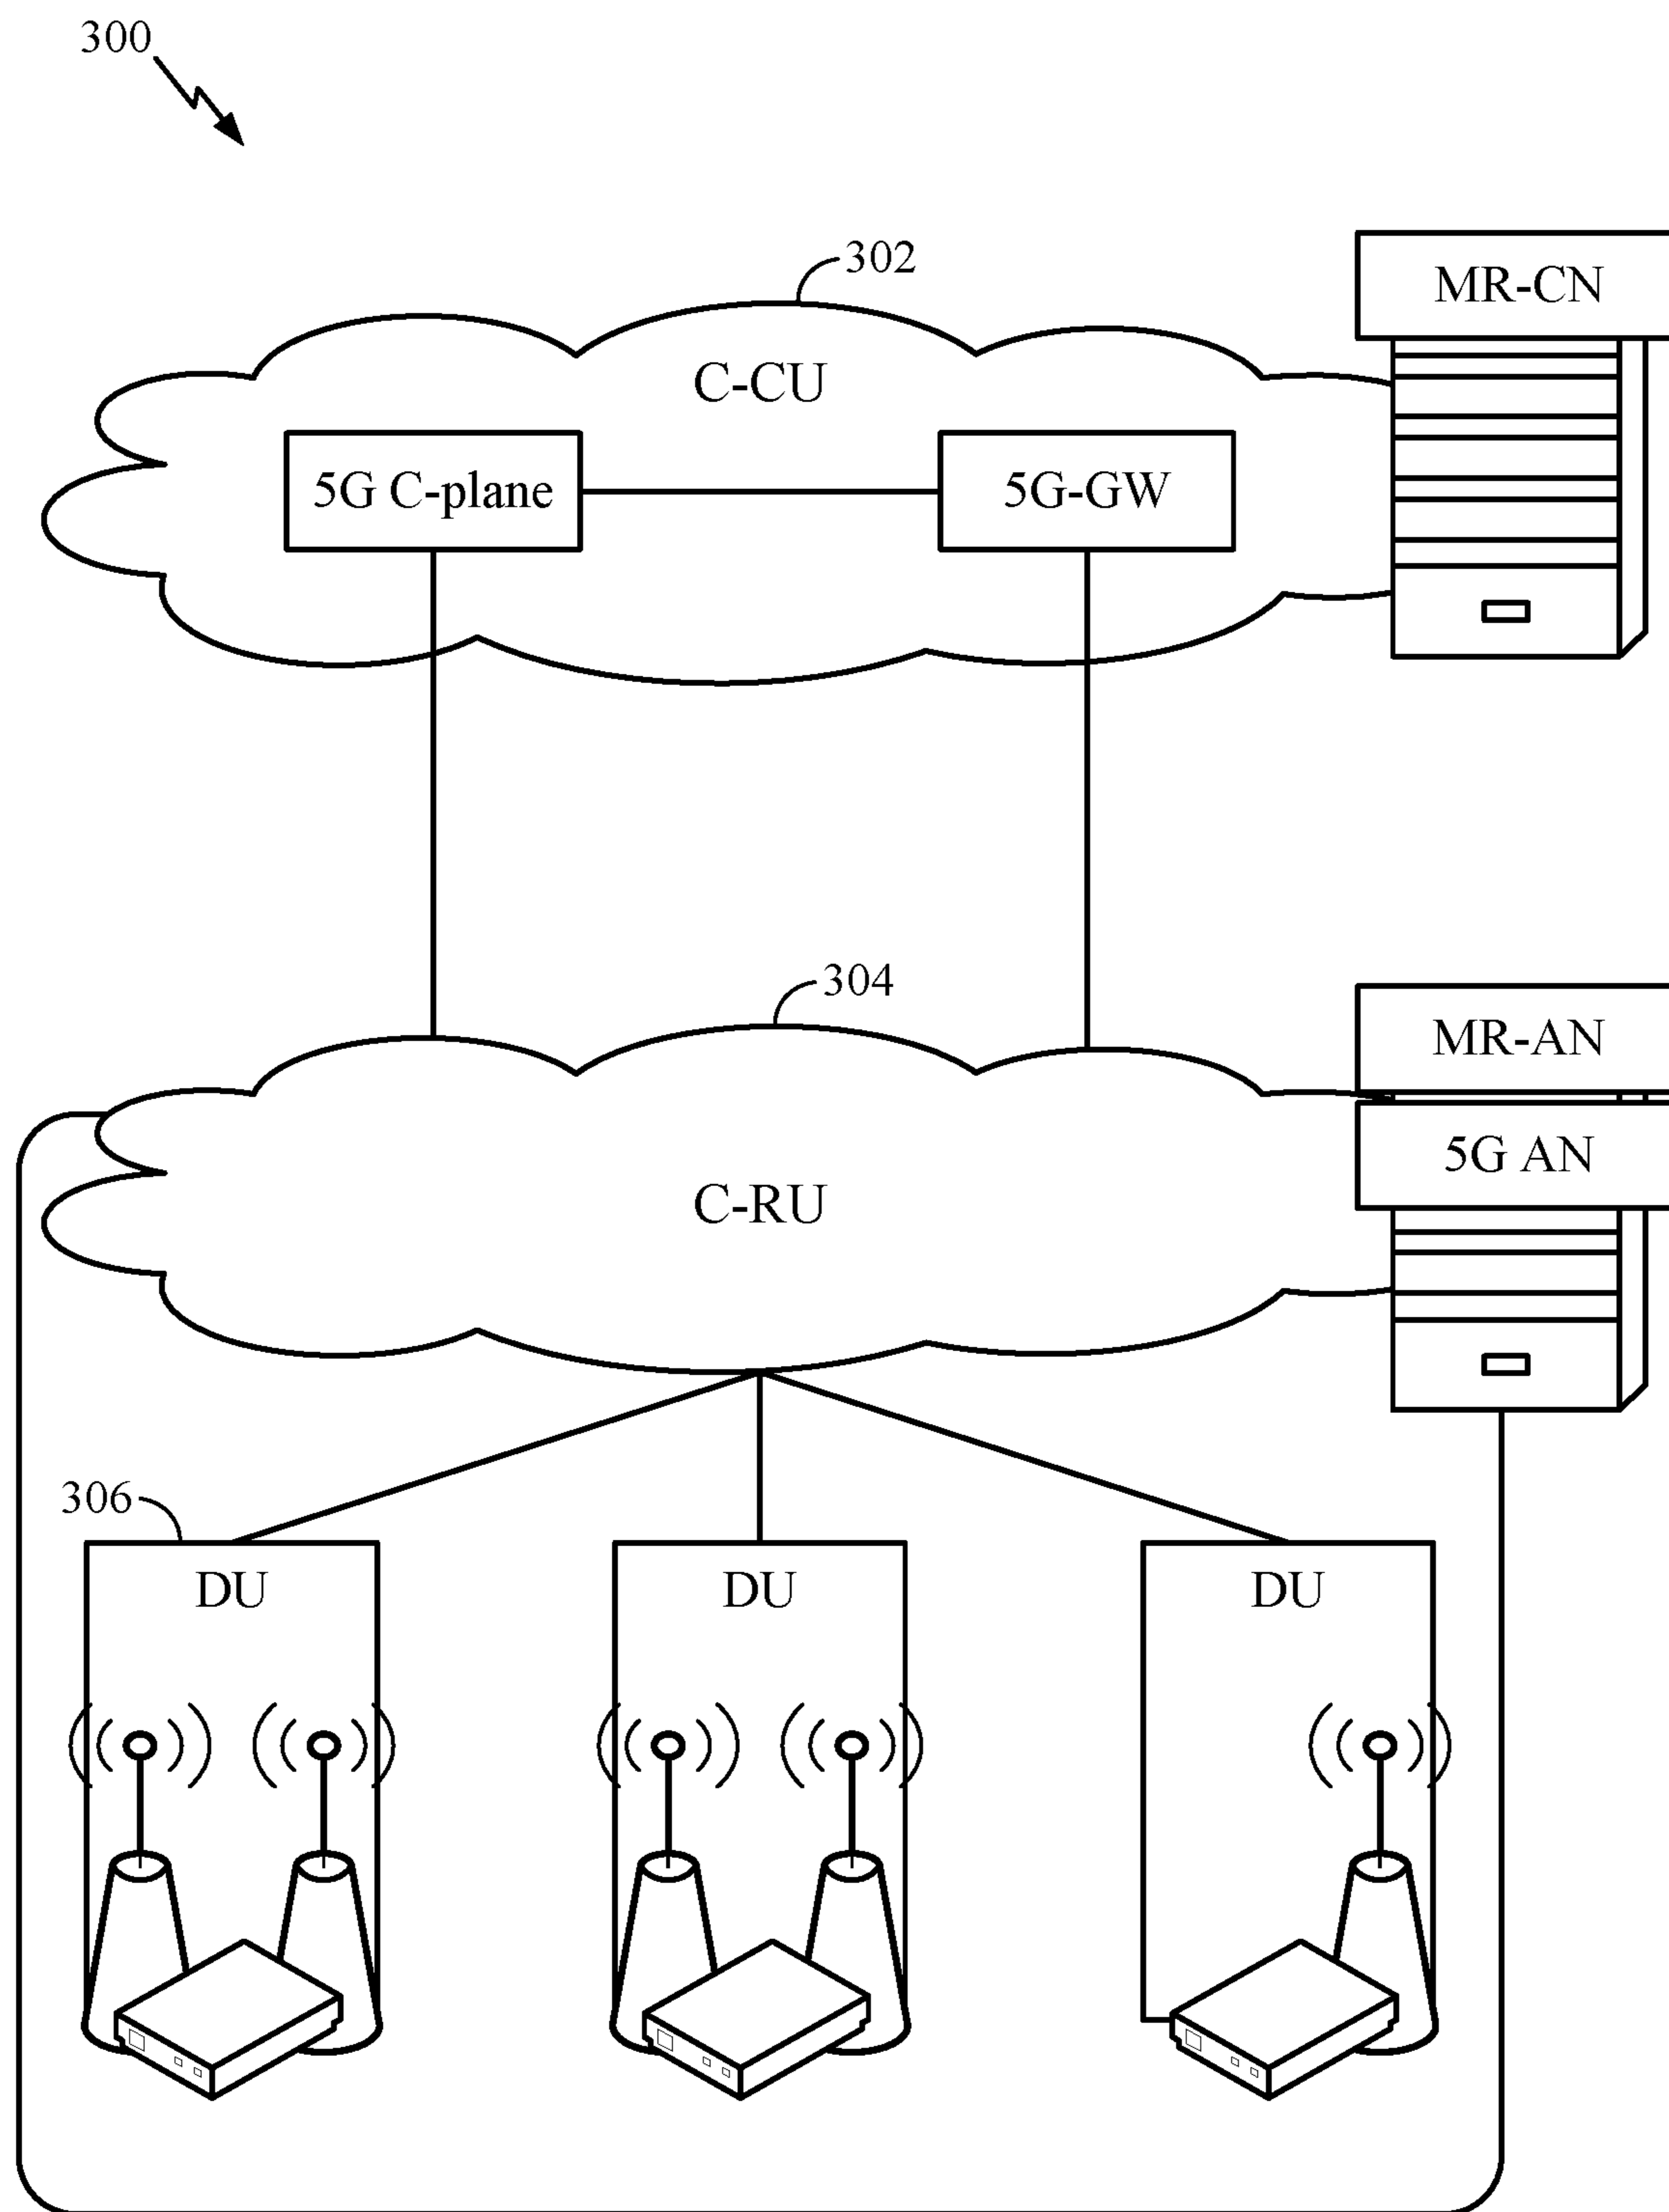 300
302
MR-CN
C-CU
5G C-plane
5G-GW
304
MR-AN
5G AN
C-RU
306
DU
DU
DU